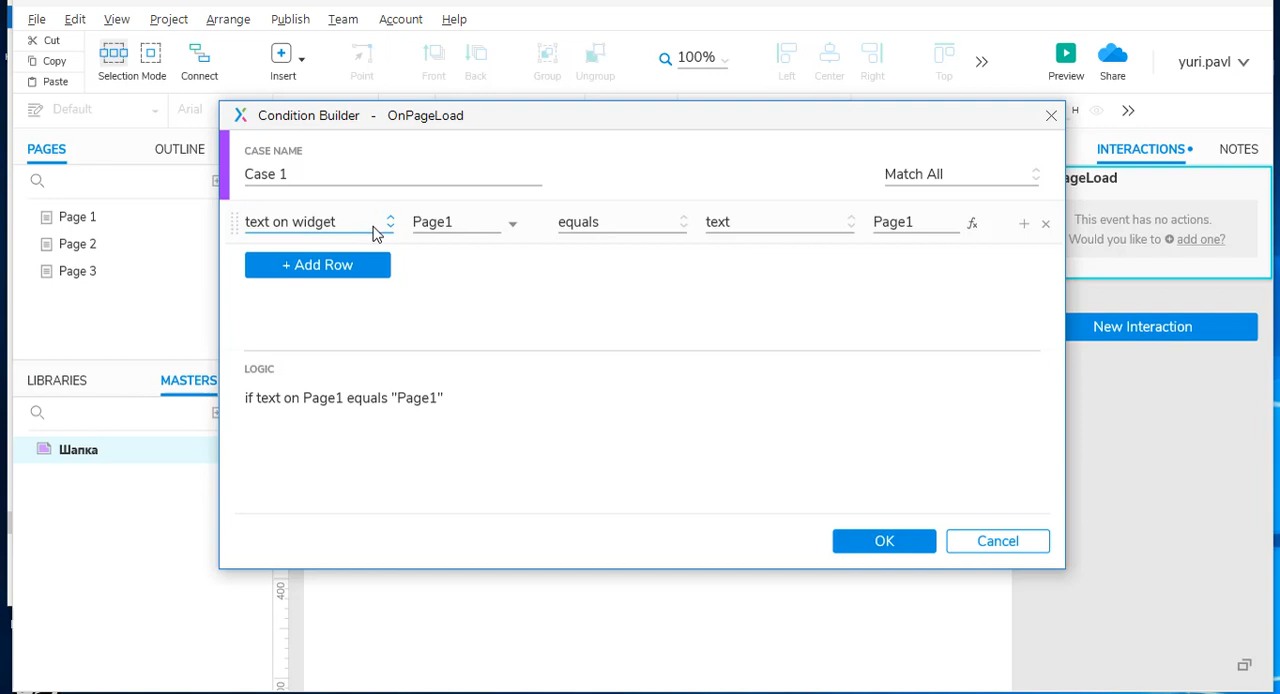 File Edit View Project Arrange Publish Team Account Help
Cut
Copy
Paste
Selection Mode
Connect
Insert
Point
Front
Back
Group
Ungroup
100%
Left
Center
Right
Top
Preview
Share
yuri.pavl
Default
Arial
H
PAGES
OUTLINE
Page 1
Page 2
Page 3
LIBRARIES
MASTERS
Шапка
Condition Builder - OnPageLoad
CASE NAME
Case 1
Match All
text on widget Page1 equals text Page1 fx
+ Add Row
LOGIC
if text on Page1 equals "Page1"
OK
Cancel
INTERACTIONS
NOTES
ageLoad
This event has no actions.
Would you like to add one?
New Interaction
400